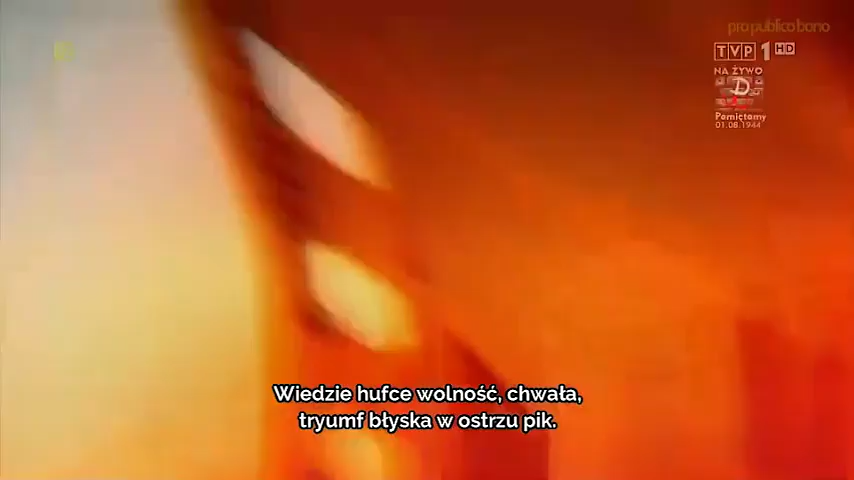 pro publico bono
TVP 1 HD
NA ŻYWO
Pamiętamy
01.08.1944
Wiedzie hufce wolność, chwała,
tryumf błyska w ostrzu pik.